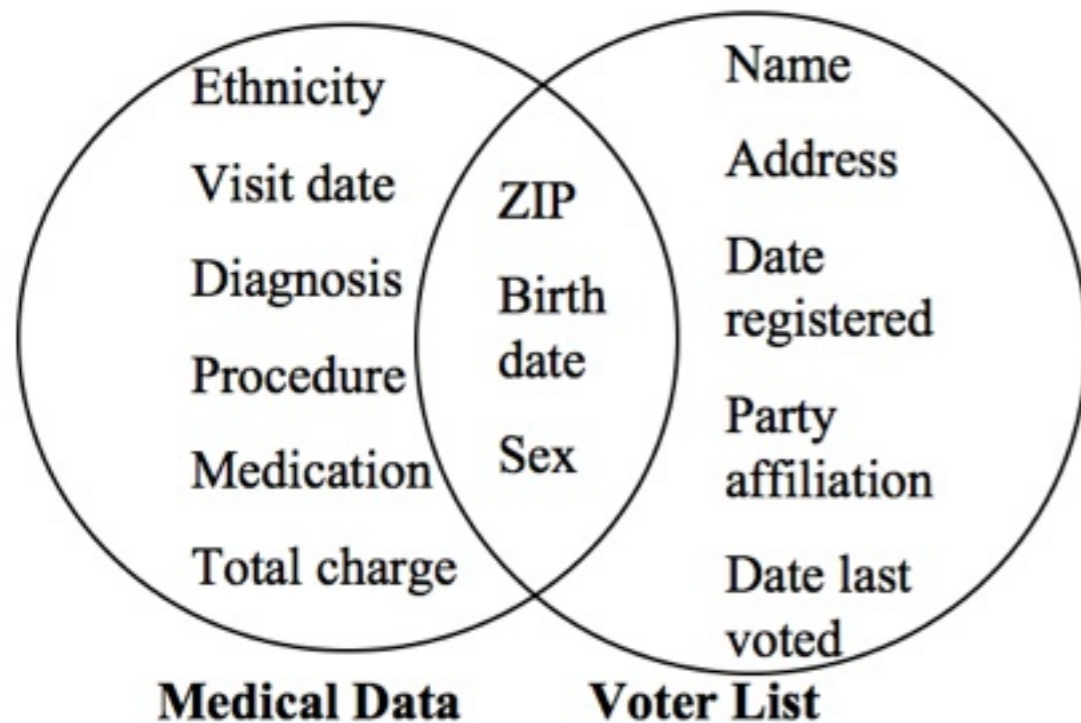 Ethnicity
Visit date
Diagnosis
Procedure
Medication
Total charge
ZIP
Birth
date
Sex
Name
Address
Date
registered
Party
affiliation
Date last
voted
Medical Data
Voter List